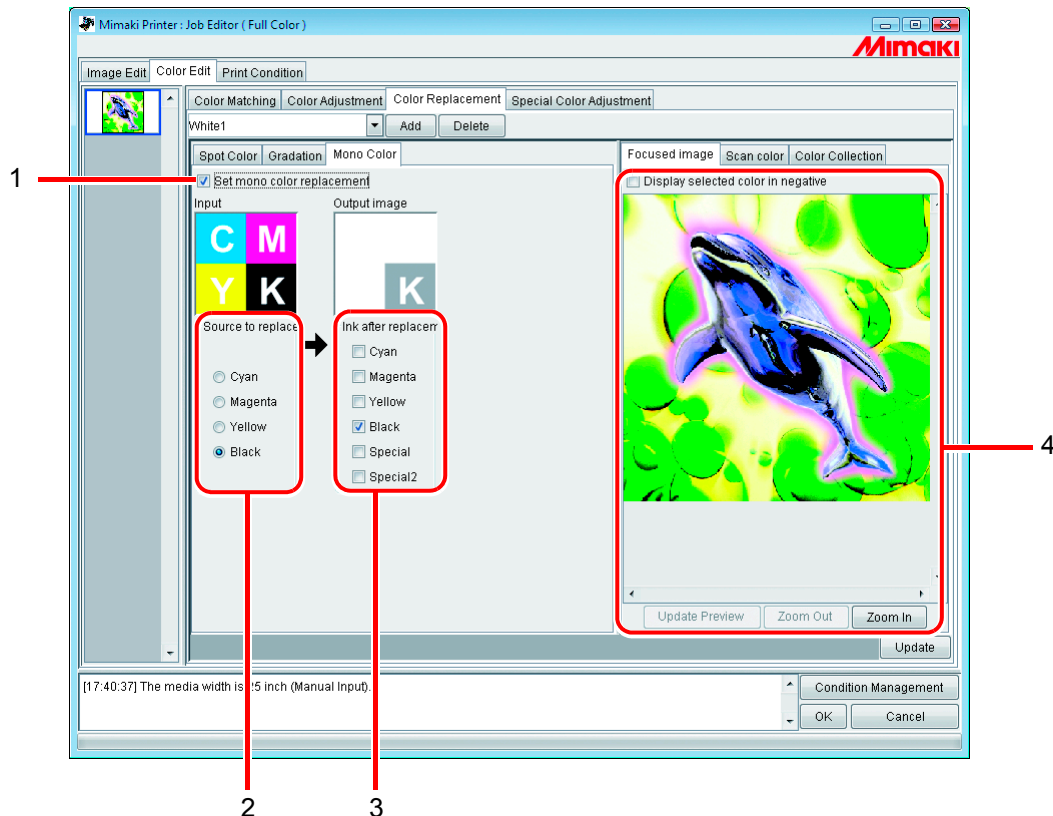 Mimaki Printer : Job Editor ( Full Color )
Mimaki
Image Edit Color Edit Print Condition
Color Matching Color Adjustment Color Replacement Special Color Adjustment
White1 Add Delete
Spot Color Gradation Mono Color
Focused image Scan color Color Collection
1
Set mono color replacement
Display selected color in negative
Input Output image
C M
Y K
K
Source to replace
Ink after replacem
Cyan
Magenta
Yellow
Black
Cyan
Magenta
Yellow
Black
Special
Special2
4
Update Preview Zoom Out Zoom In
Update
[17:40:37] The media width is 25 inch (Manual Input).
Condition Management
OK Cancel
2 3